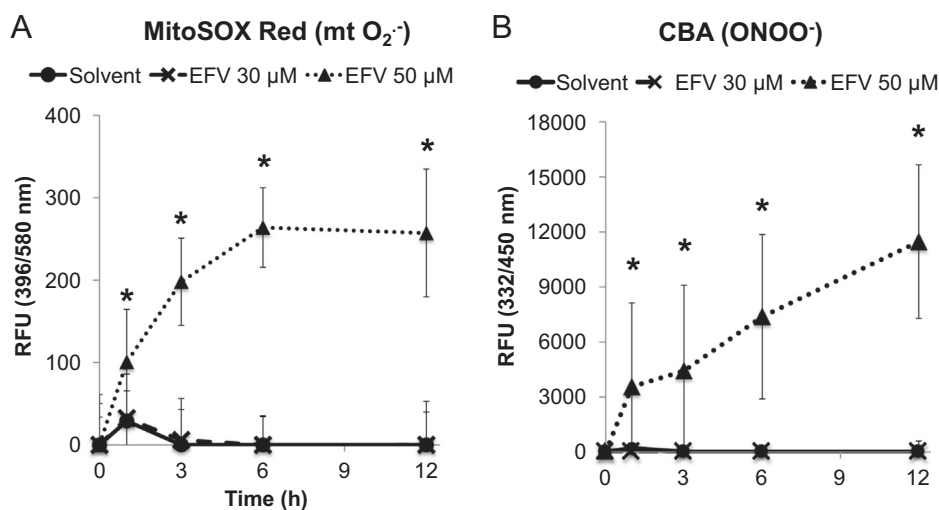 A
MitoSOX Red (mt O₂·⁻)
Solvent EFV 30 µM EFV 50 µM
*
*
*
*
400
300
200
100
0
RFU (396/580 nm)
0 3 6 9 12
Time (h)
B
CBA (ONOO⁻)
Solvent EFV 30 µM EFV 50 µM
*
*
*
*
18000
15000
12000
9000
6000
3000
0
RFU (332/450 nm)
0 3 6 9 12